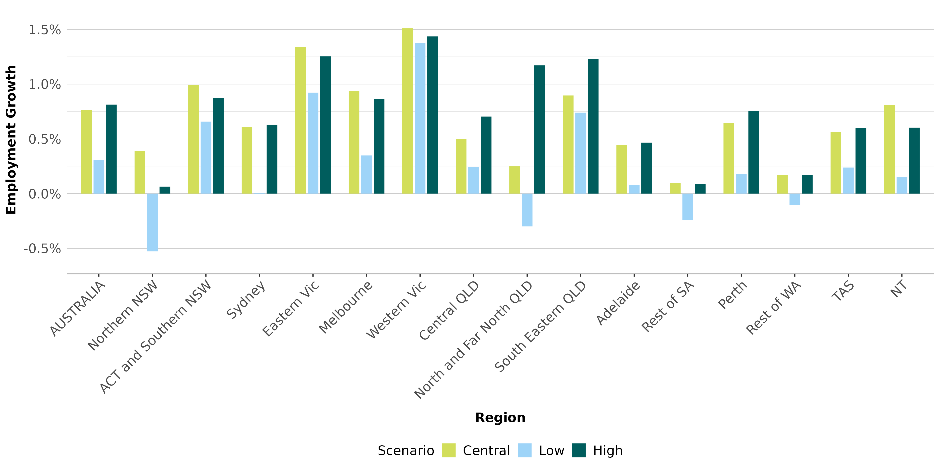 Employment Growth
1.5%
1.0%
0.5%
0.0%
-0.5%
AUSTRALIA
Northern NSW
ACT and Southern NSW
Sydney
Eastern Vic
Melbourne
Western Vic
Central QLD
North and Far North QLD
South Eastern QLD
Adelaide
Rest of SA
Perth
Rest of WA
TAS
NT
Region
Scenario Central Low High